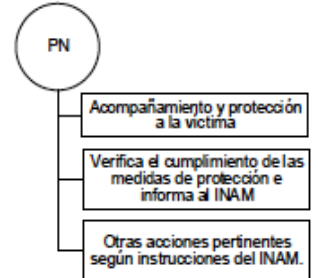 PN
Acompañamiento y protección
a la victima
Verifica el cumplimiento de las
medidas de protección e
informa al INAM
Otras acciones pertinentes
según instrucciones del INAM.